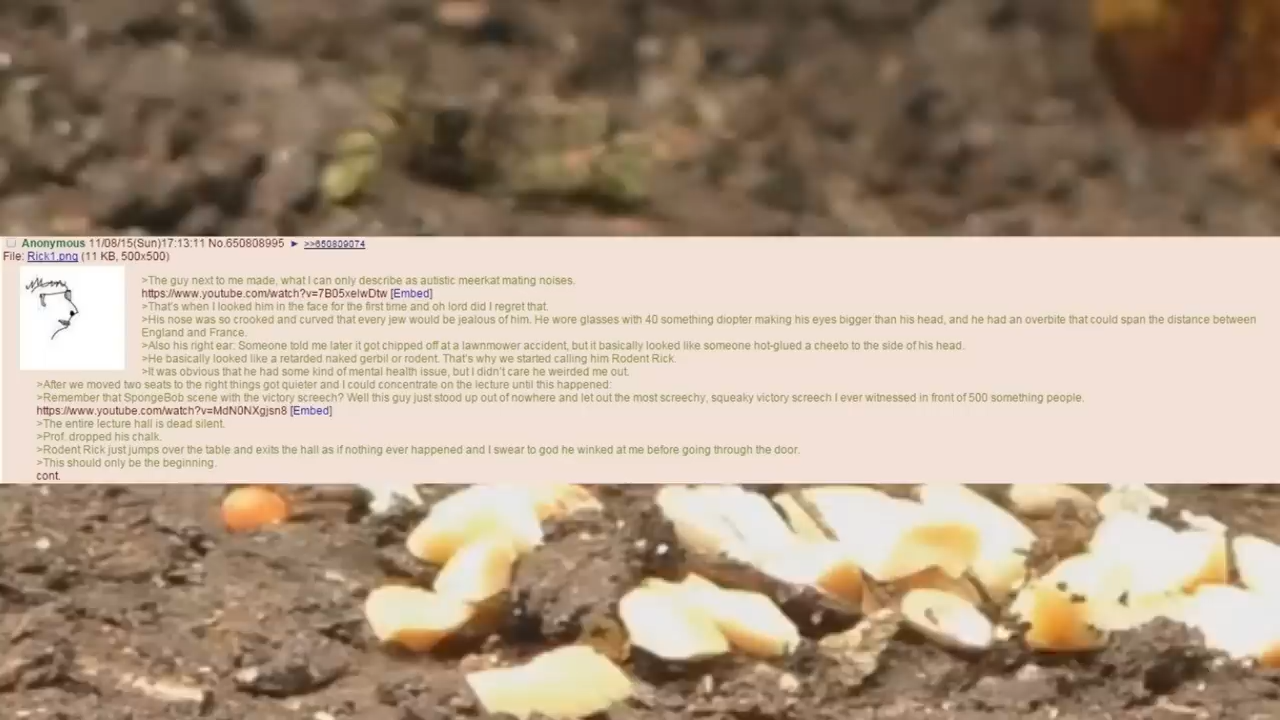 Anonymous 11/08/15(Sun)17:13:11 No.650808995 ► >>650809074
File: Rick1.png (11 KB, 500x500)
>The guy next to me made, what I can only describe as autistic meerkat mating noises.
https://www.youtube.com/watch?v=7B05xelwDtw [Embed]
>That's when I looked him in the face for the first time and oh lord did I regret that.
>His nose was so crooked and curved that every jew would be jealous of him. He wore glasses with 40 something diopter making his eyes bigger than his head, and he had an overbite that could span the distance between
England and France.
>Also his right ear: Someone told me later it got chipped off at a lawnmower accident, but it basically looked like someone hot-glued a cheeto to the side of his head.
>He basically looked like a retarded naked gerbil or rodent. That's why we started calling him Rodent Rick.
>It was obvious that he had some kind of mental health issue, but I didn't care he weirded me out.
>After we moved two seats to the right things got quieter and I could concentrate on the lecture until this happened:
>Remember that SpongeBob scene with the victory screech? Well this guy just stood up out of nowhere and let out the most screechy, squeaky victory screech I ever witnessed in front of 500 something people.
https://www.youtube.com/watch?v=MdN0NXgjsn8 [Embed]
>The entire lecture hall is dead silent.
>Prof. dropped his chalk.
>Rodent Rick just jumps over the table and exits the hall as if nothing ever happened and I swear to god he winked at me before going through the door.
>This should only be the beginning.
cont.